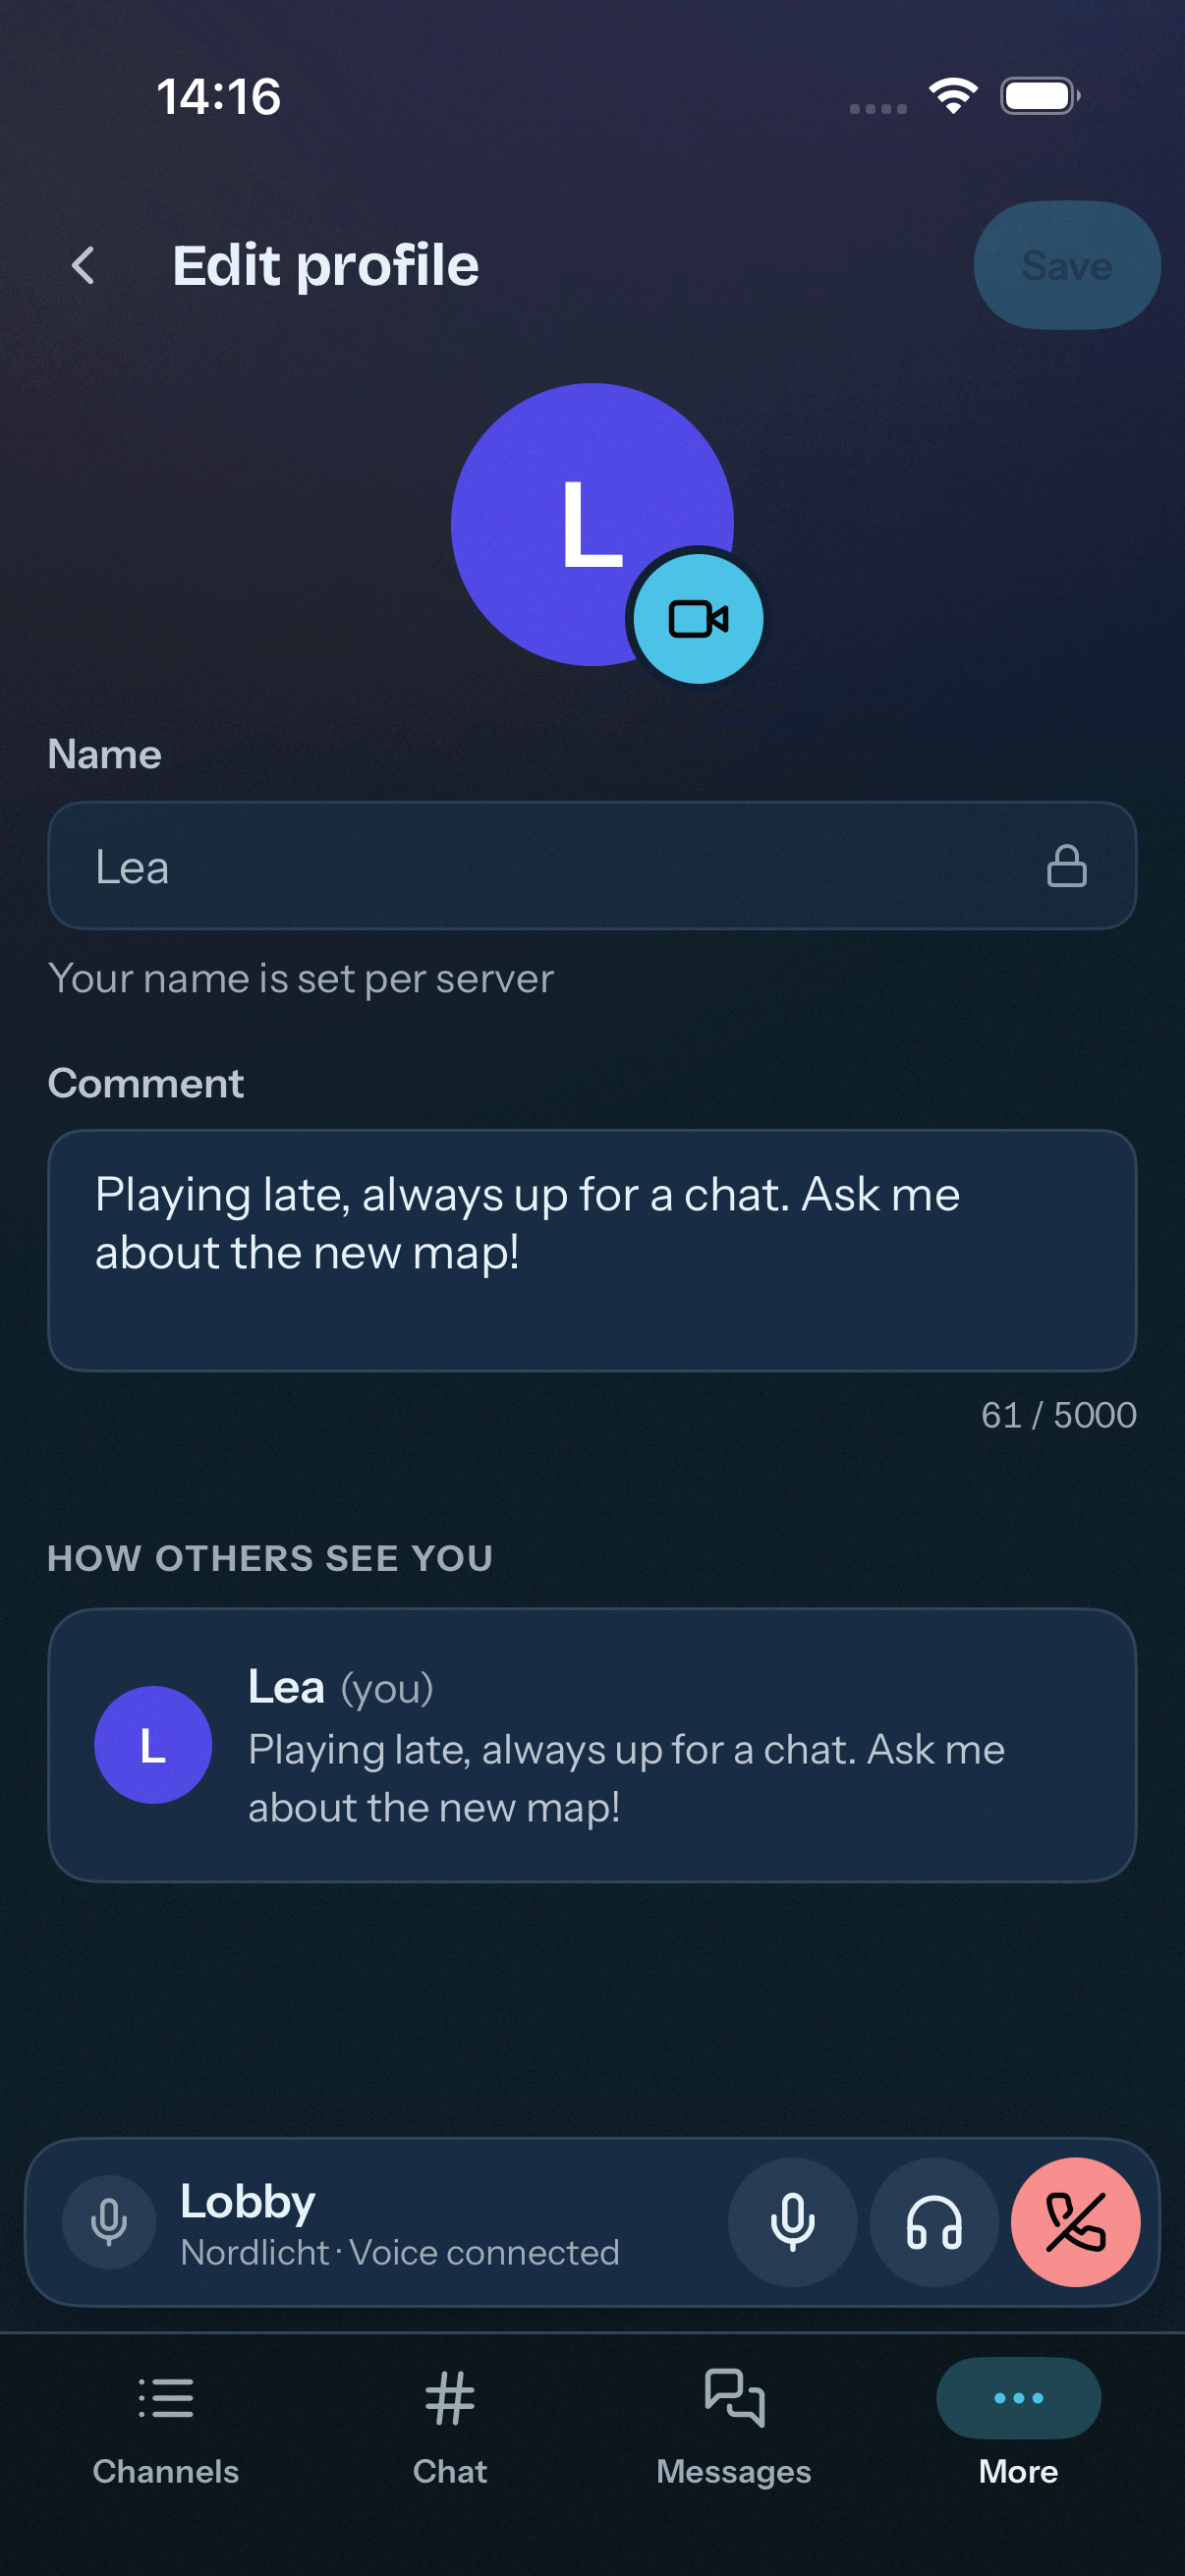 14:16
Edit profile
Save
L
Name
Lea
Your name is set per server
Comment
Playing late, always up for a chat. Ask me
about the new map!
61 / 5000
HOW OTHERS SEE YOU
L
Lea (you)
Playing late, always up for a chat. Ask me
about the new map!
Lobby
Nordlicht · Voice connected
Channels
Chat
Messages
More